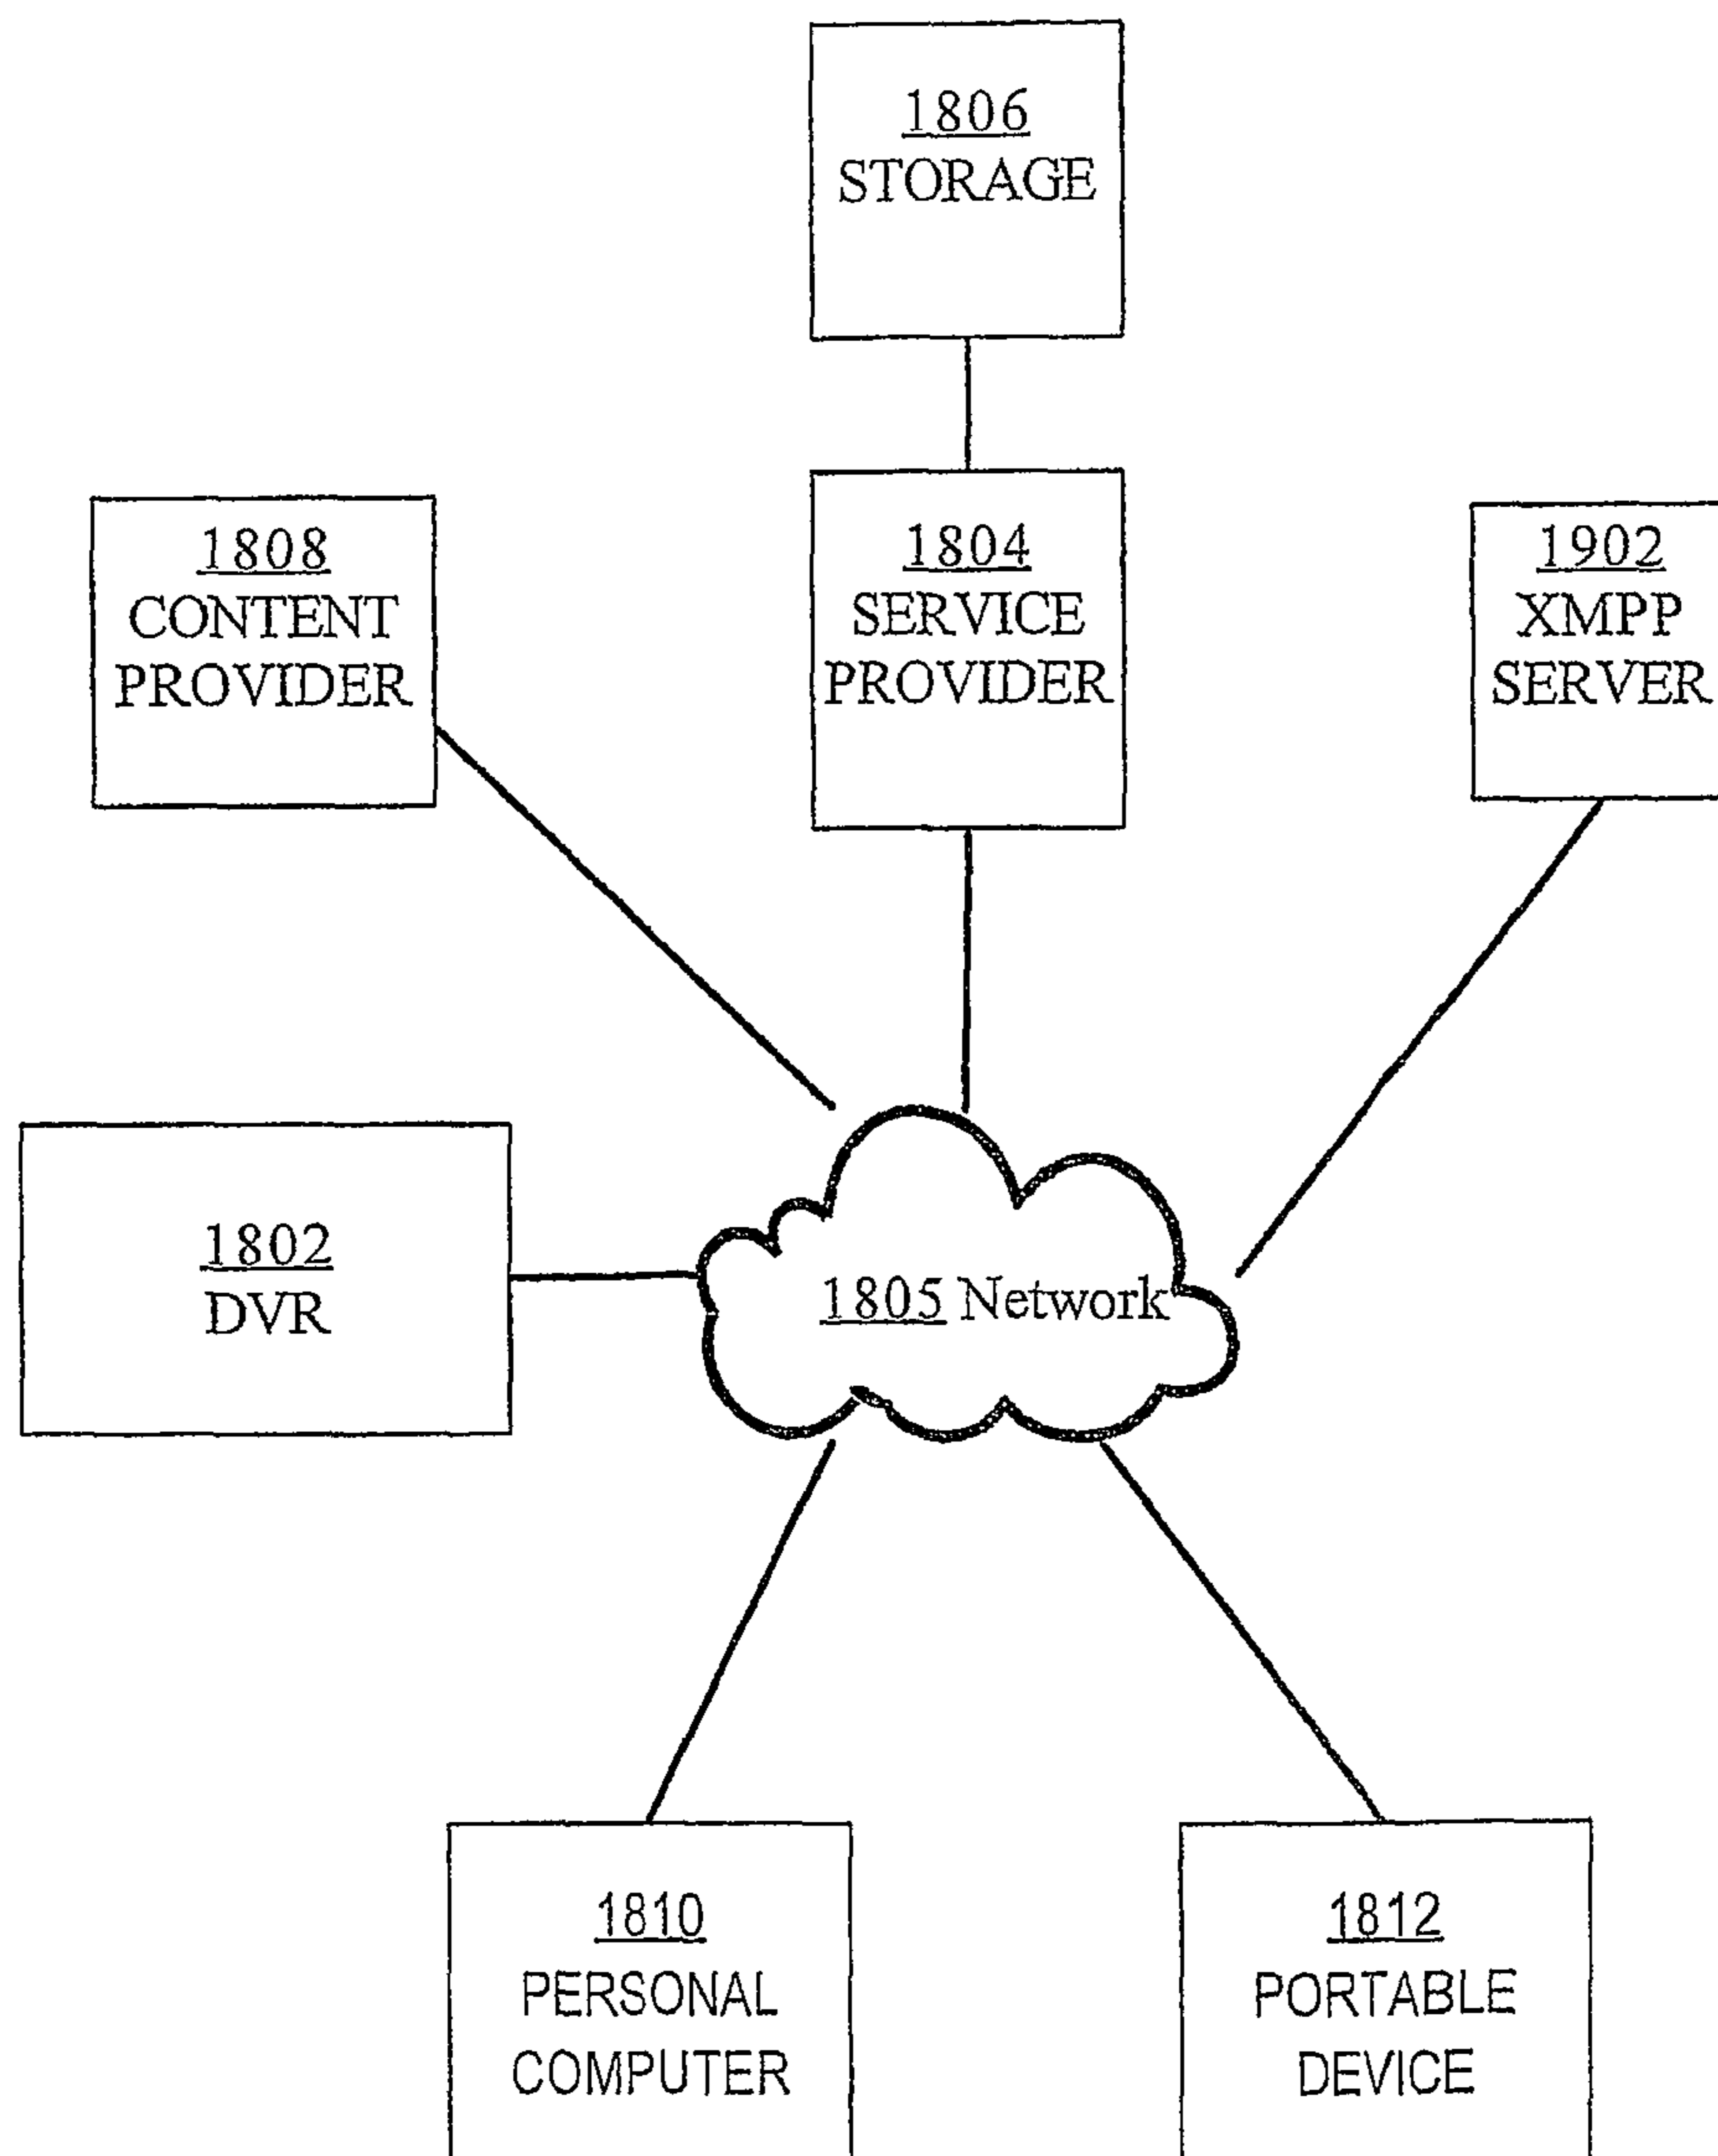 1806
STORAGE
1808
CONTENT
PROVIDER
1804
SERVICE
PROVIDER
1902
XMPP
SERVER
1802
DVR
1805 Network
1810
PERSONAL
COMPUTER
1812
PORTABLE
DEVICE